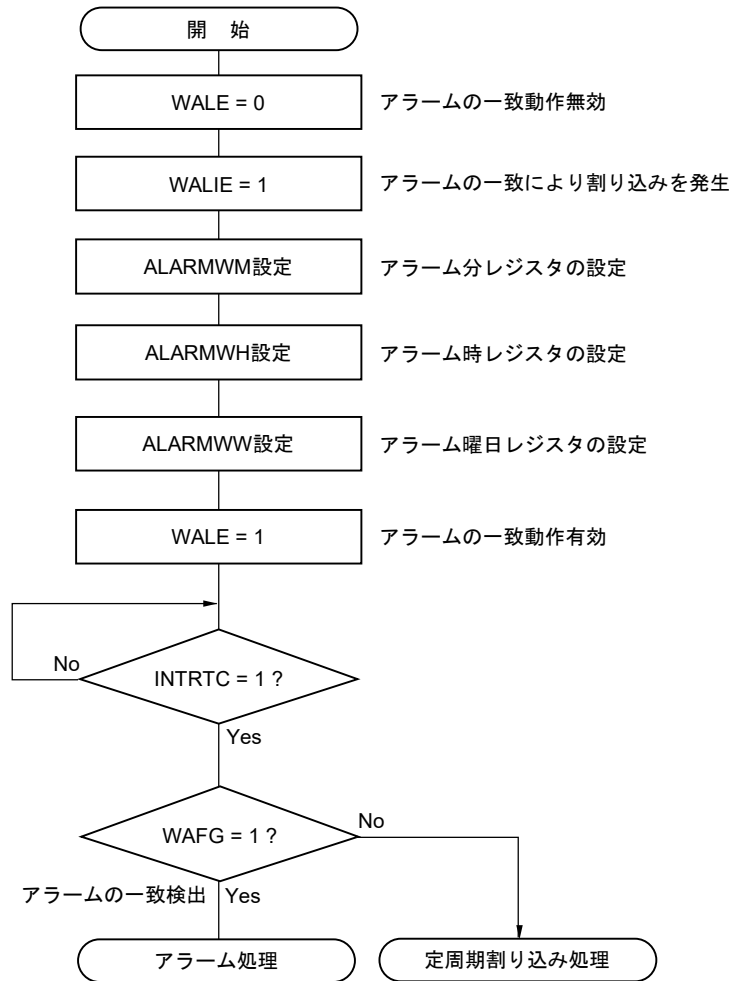 開 始
WALE = 0
アラームの一致動作無効
WALIE = 1
アラームの一致により割り込みを発生
ALARMWM設定
アラーム分レジスタの設定
ALARMWH設定
アラーム時レジスタの設定
ALARMWW設定
アラーム曜日レジスタの設定
WALE = 1
アラームの一致動作有効
No
INTRTC = 1 ?
Yes
WAFG = 1 ?
No
アラームの一致検出
Yes
アラーム処理
定周期割り込み処理